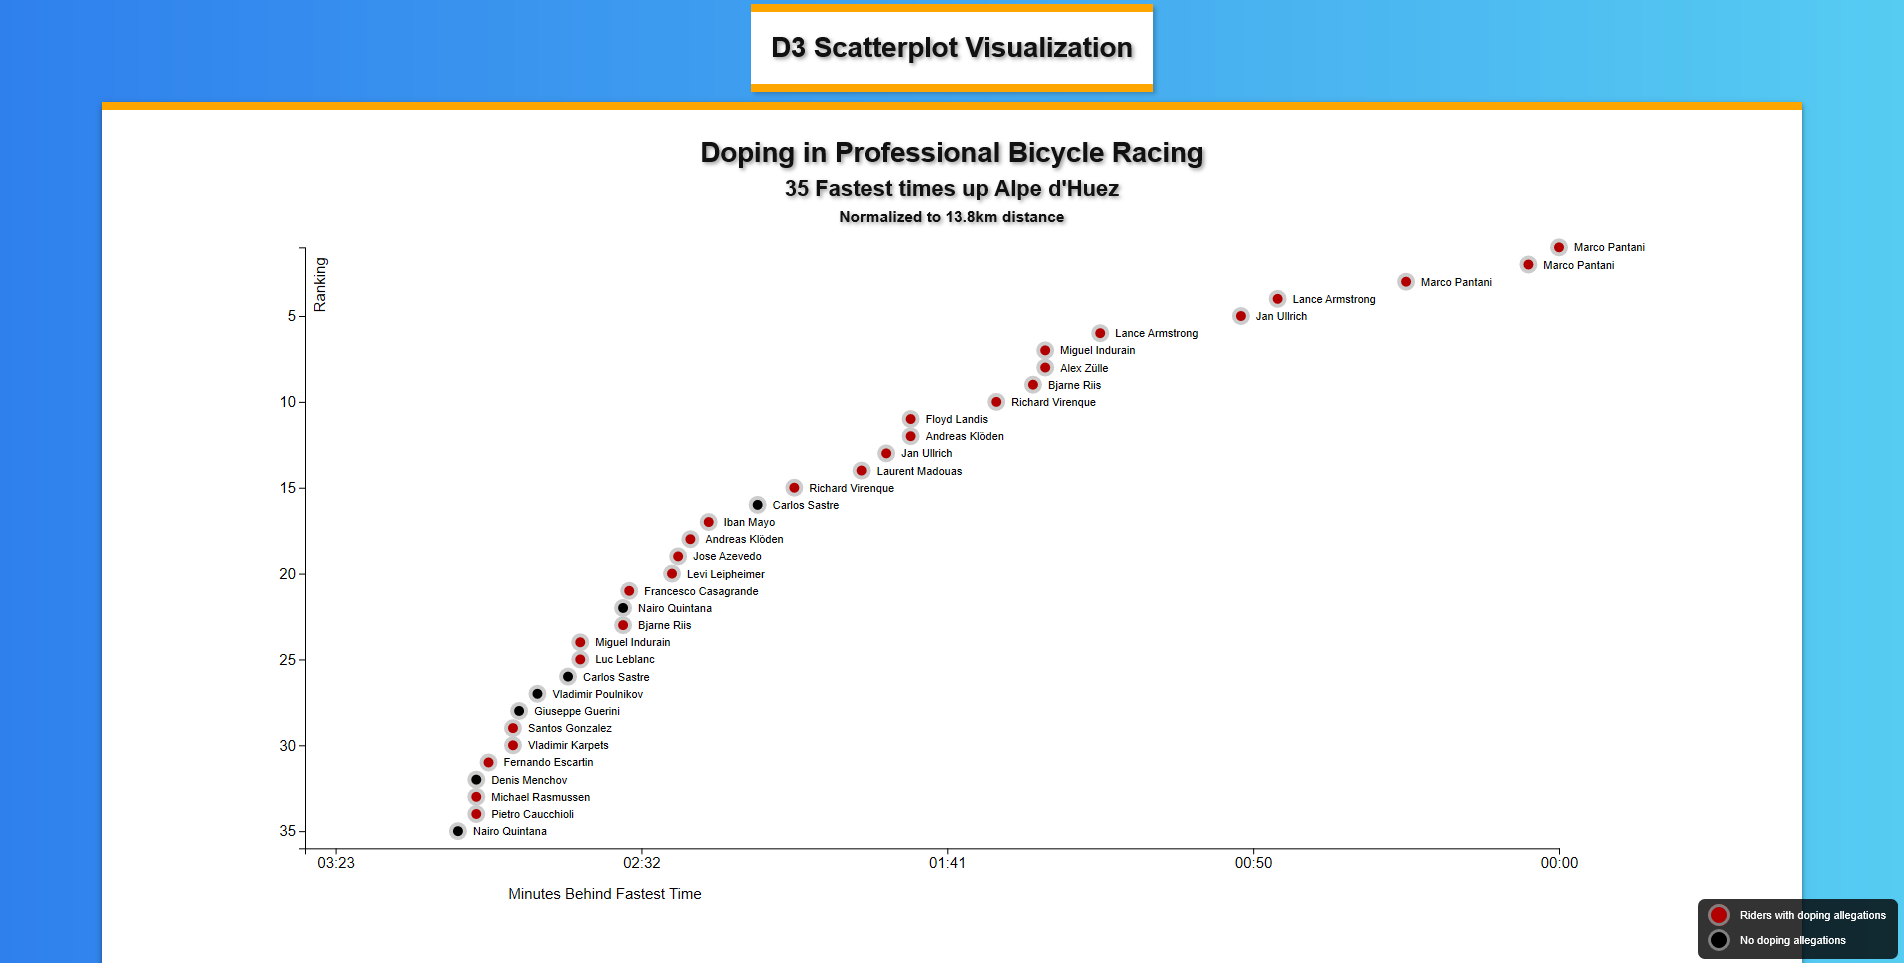 D3 Scatterplot Visualization
Doping in Professional Bicycle Racing
35 Fastest times up Alpe d'Huez
Normalized to 13.8km distance
Ranking
Marco Pantani
Marco Pantani
Marco Pantani
Lance Armstrong
5
Jan Ullrich
Lance Armstrong
Miguel Indurain
Alex Zülle
Bjarne Riis
10
Richard Virenque
Floyd Landis
Andreas Klöden
Jan Ullrich
Laurent Madouas
15
Richard Virenque
Carlos Sastre
Iban Mayo
Andreas Klöden
Jose Azevedo
20
Levi Leipheimer
Francesco Casagrande
Nairo Quintana
Bjarne Riis
Miguel Indurain
25
Luc Leblanc
Carlos Sastre
Vladimir Poulnikov
Giuseppe Guerini
Santos Gonzalez
30
Vladimir Karpets
Fernando Escartin
Denis Menchov
Michael Rasmussen
Pietro Caucchioli
35
Nairo Quintana
03:23 02:32 01:41 00:50 00:00
Minutes Behind Fastest Time
Riders with doping allegations
No doping allegations